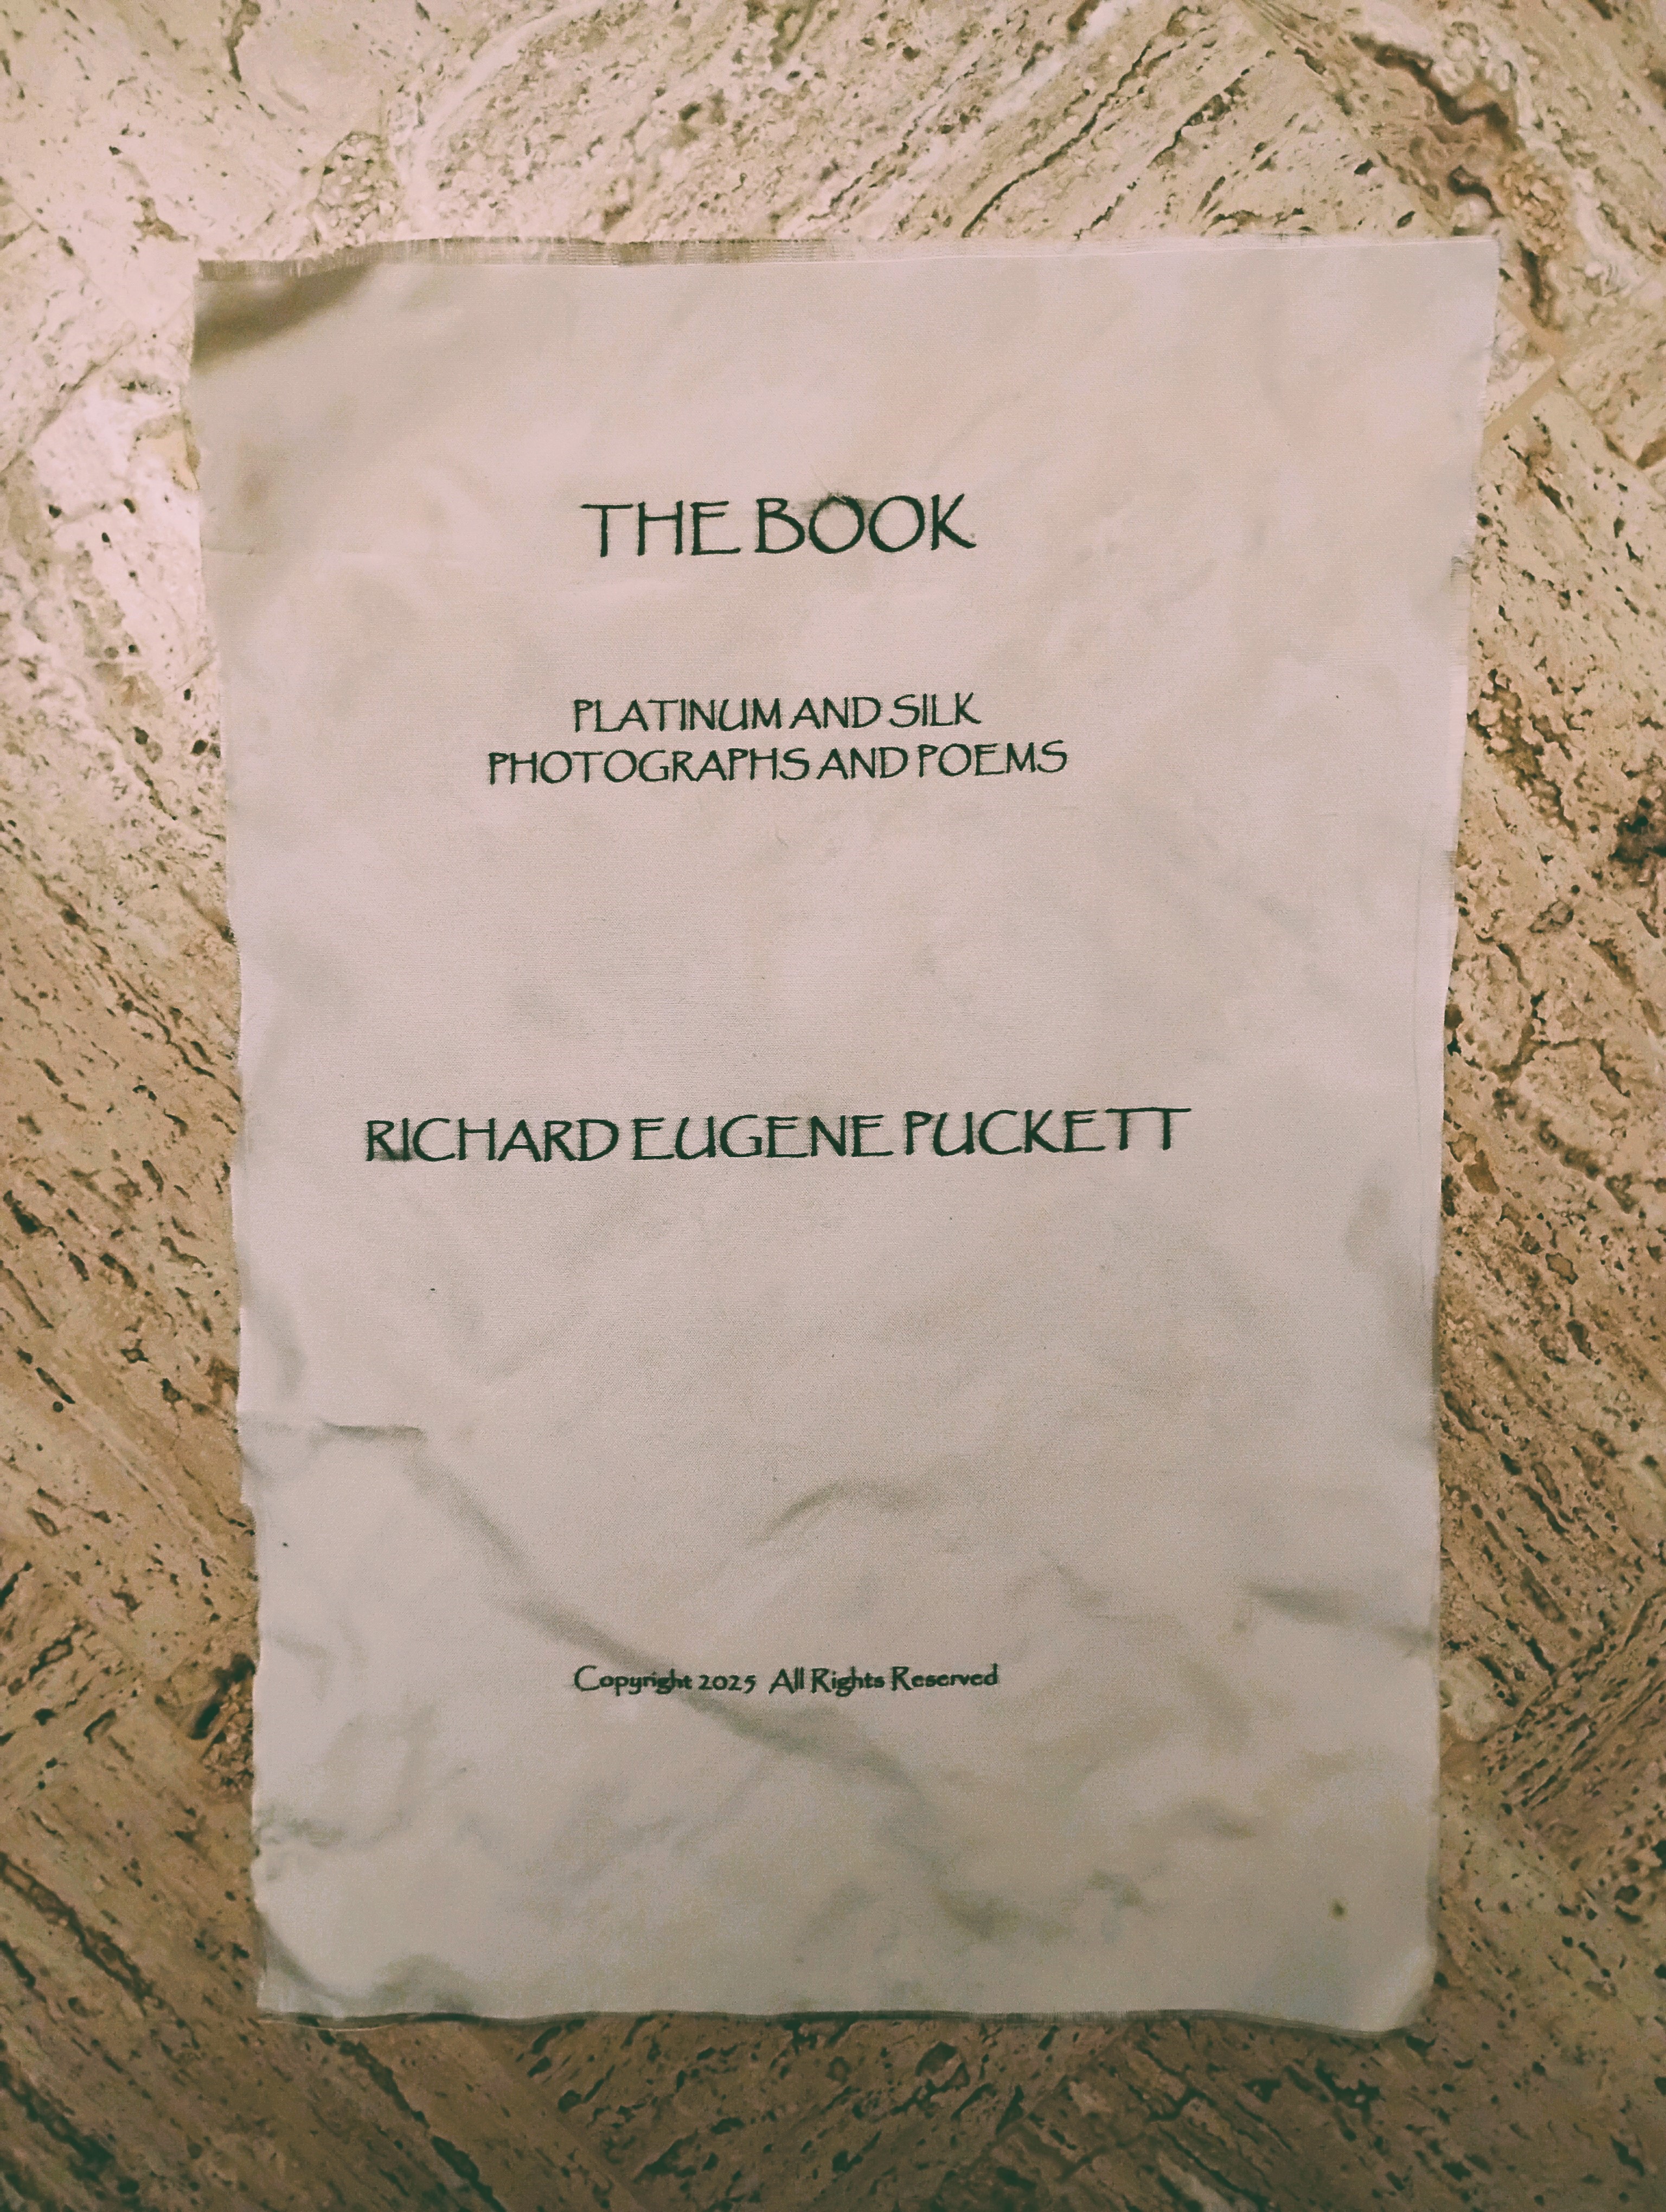 THE BOOK
PLATINUM AND SILK
PHOTOGRAPHS AND POEMS
RICHARD EUGENE PUCKETT
Copyright 2025 All Rights Reserved